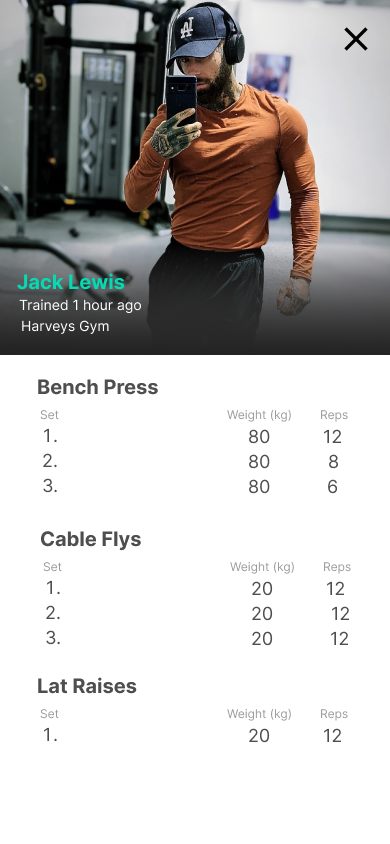 LA
Jack Lewis
Trained 1 hour ago
Harveys Gym
Bench Press
Set Weight (kg) Reps
1. 80 12
2. 80 8
3. 80 6
Cable Flys
Set Weight (kg) Reps
1. 20 12
2. 20 12
3. 20 12
Lat Raises
Set Weight (kg) Reps
1. 20 12